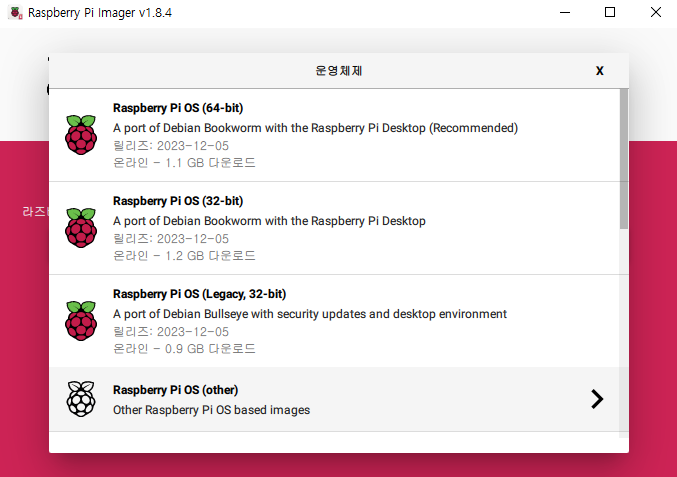 Raspberry Pi Imager v1.8.4
운영체제
X
Raspberry Pi OS (64-bit)
A port of Debian Bookworm with the Raspberry Pi Desktop (Recommended)
릴리즈: 2023-12-05
온라인 - 1.1 GB 다운로드
Raspberry Pi OS (32-bit)
A port of Debian Bookworm with the Raspberry Pi Desktop
릴리즈: 2023-12-05
온라인 - 1.2 GB 다운로드
라즈
Raspberry Pi OS (Legacy, 32-bit)
A port of Debian Bullseye with security updates and desktop environment
릴리즈: 2023-12-05
온라인 - 0.9 GB 다운로드
Raspberry Pi OS (other)
Other Raspberry Pi OS based images